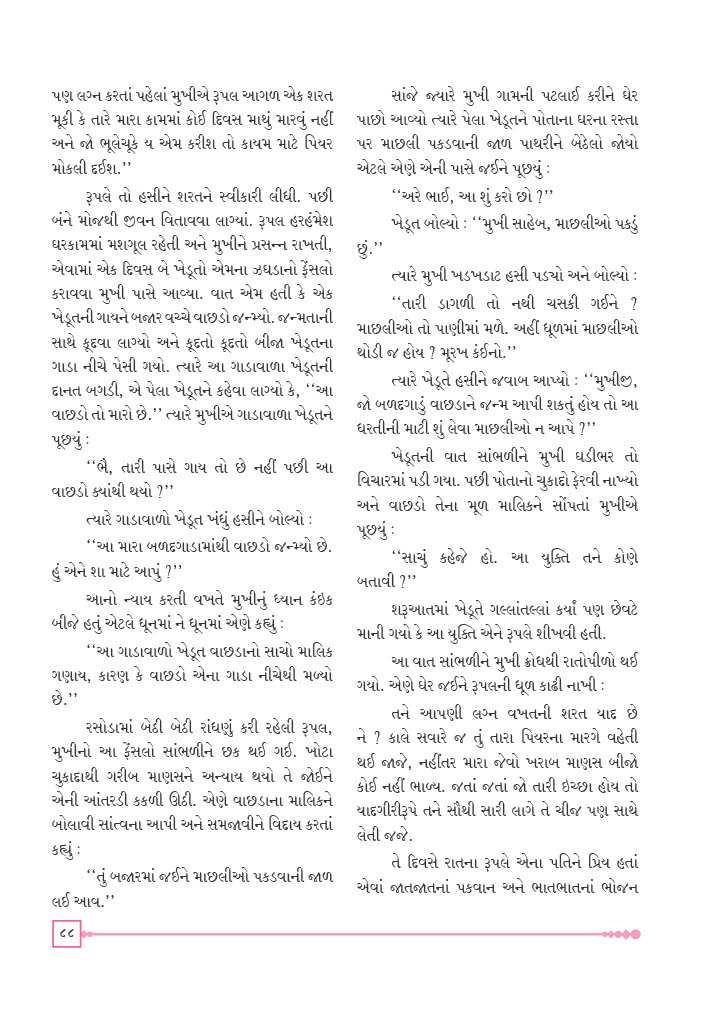 પણ લગ્ન કરતાં પહેલાં મુખીએ રૂપલ આગળ એક શરત
મૂકી કે તારે મારા કામમાં કોઈ દિવસ માથું મારવું નહીં
અને જો ભૂલેચૂકે ય એમ કરીશ તો કાયમ માટે પિયર
મોકલી દઈશ.’’
રૂપલે તો હસીને શરતને સ્વીકારી લીધી. પછી
બંને મોજથી જીવન વિતાવવા લાગ્યાં. રૂપલ હરહંમેશ
ઘરકામમાં મશગૂલ રહેતી અને મુખીને પ્રસન્ન રાખતી,
એવામાં એક દિવસ બે ખેડૂતો એમના ઝઘડાનો ફેંસલો
કરાવવા મુખી પાસે આવ્યા. વાત એમ હતી કે એક
ખેડૂતની ગાયને બજાર વચ્ચે વાછડો જન્મ્યો. જન્મતાની
સાથે કૂદવા લાગ્યો અને કૂદતો કૂદતો બીજા ખેડૂતના
ગાડા નીચે પેસી ગયો. ત્યારે આ ગાડાવાળા ખેડૂતની
દાનત બગડી, એ પેલા ખેડૂતને કહેવા લાગ્યો કે, ‘‘આ
વાછડો તો મારો છે.’’ ત્યારે મુખીએ ગાડાવાળા ખેડૂતને
પૂછયું :
‘‘ભૈ, તારી પાસે ગાય તો છે નહીં પછી આ
વાછડો ક્યાંથી થયો ?’’
ત્યારે ગાડાવાળો ખેડૂત ખંધું હસીને બોલ્યો :
‘‘આ મારા બળદગાડામાંથી વાછડો જન્મ્યો છે.
હું એને શા માટે આપું ?’’
આનો ન્યાય કરતી વખતે મુખીનું ધ્યાન કંઇક
બીજે હતું એટલે ધૂનમાં ને ધૂનમાં એણે કહ્યું :
‘‘આ ગાડાવાળો ખેડૂત વાછડાનો સાચો માલિક
ગણાય, કારણ કે વાછડો એના ગાડા નીચેથી મળ્યો
છે.’’
રસોડામાં બેઠી બેઠી રાંધણું કરી રહેલી રૂપલ,
મુખીનો આ ફેંસલો સાંભળીને છક થઈ ગઈ. ખોટા
ચુકાદાથી ગરીબ માણસને અન્યાય થયો તે જોઈને
એની આંતરડી કકળી ઊઠી. એણે વાછડાના માલિકને
બોલાવી સાંત્વના આપી અને સમજાવીને વિદાય કરતાં
કહ્યું :
‘‘તું બજારમાં જઈને માછલીઓ પકડવાની જાળ
લઈ આવ.’’
સાંજે જ્યારે મુખી ગામની પટલાઈ કરીને ઘેર
પાછો આવ્યો ત્યારે પેલા ખેડૂતને પોતાના ઘરના રસ્તા
પર માછલી પકડવાની જાળ પાથરીને બેઠેલો જોયો
એટલે એણે એની પાસે જઈને પૂછયું :
‘‘અરે ભાઈ, આ શું કરો છો ?’’
ખેડૂત બોલ્યો : ‘‘મુખી સાહેબ, માછલીઓ પકડું
છું.’’
ત્યારે મુખી ખડખડાટ હસી પડયો અને બોલ્યો :
‘‘તારી ડાગળી તો નથી ચસકી ગઈને ?
માછલીઓ તો પાણીમાં મળે. અહીં ધૂળમાં માછલીઓ
થોડી જ હોય ? મૂરખ કંઈનો.’’
ત્યારે ખેડૂતે હસીને જવાબ આપ્યો : ‘‘મુખીજી,
જો બળદગાડું વાછડાને જન્મ આપી શકતું હોય તો આ
ધરતીની માટી શું લેવા માછલીઓ ન આપે ?’’
ખેડૂતની વાત સાંભળીને મુખી ઘડીભર તો
વિચારમાં પડી ગયા. પછી પોતાનો ચુકાદો ફેરવી નાખ્યો
અને વાછડો તેના મૂળ માલિકને સોંપતાં મુખીએ
પૂછયું :
‘‘સાચું કહેજે હો. આ યુક્તિ તને કોણે
બતાવી ?’’
શરૂઆતમાં ખેડૂતે ગલ્લાંતલ્લાં કર્યાં પણ છેવટે
માની ગયો કે આ યુક્તિ એને રૂપલે શીખવી હતી.
આ વાત સાંભળીને મુખી ક્રોધથી રાતોપીળો થઈ
ગયો. એણે ઘેર જઈને રૂપલની ધૂળ કાઢી નાખી :
તને આપણી લગ્ન વખતની શરત યાદ છે
ને ? કાલે સવારે જ તું તારા પિયરના મારગે વહેતી
થઈ જાજે, નહીંતર મારા જેવો ખરાબ માણસ બીજો
કોઈ નહીં ભાળ્ય. જતાં જતાં જો તારી ઇચ્છા હોય તો
યાદગીરીરૂપે તને સૌથી સારી લાગે તે ચીજ પણ સાથે
લેતી જજે.
તે દિવસે રાતના રૂપલે એના પતિને પ્રિય હતાં
એવાં જાતજાતનાં પકવાન અને ભાતભાતનાં ભોજન
૮૮